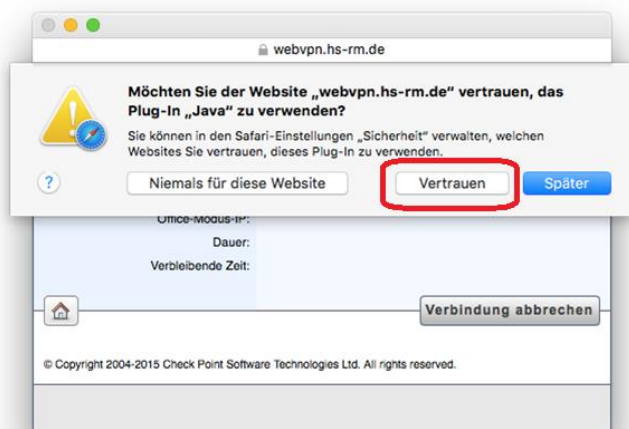 webvpn.hs-rm.de
Möchten Sie der Website „webvpn.hs-rm.de“ vertrauen, das
Plug-In „Java“ zu verwenden?
Sie können in den Safari-Einstellungen „Sicherheit“ verwalten, welchen
Websites Sie vertrauen, dieses Plug-In zu verwenden.
? Niemals für diese Website Vertrauen Später
Office-Modus-IP:
Dauer:
Verbleibende Zeit:
Verbindung abbrechen
© Copyright 2004-2015 Check Point Software Technologies Ltd. All rights reserved.